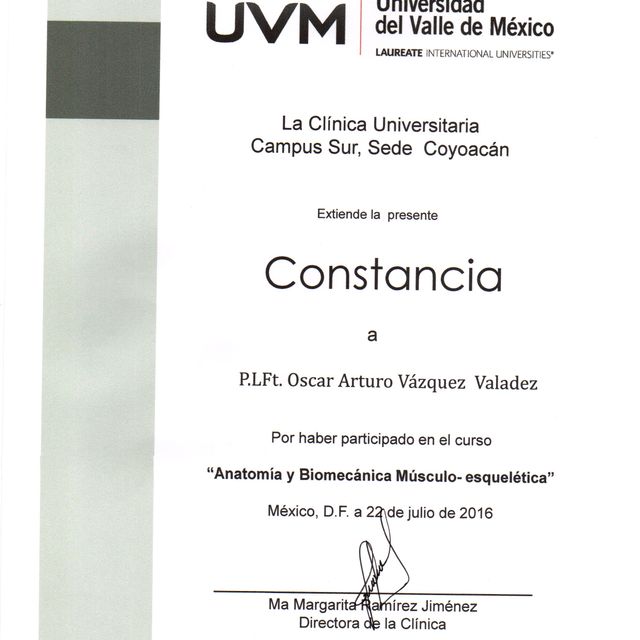 UVM
Universidad
del Valle de México
LAUREATE INTERNATIONAL UNIVERSITIES®
La Clínica Universitaria
Campus Sur, Sede Coyoacán
Extiende la presente
Constancia
a
P.LFt. Oscar Arturo Vázquez Valadez
Por haber participado en el curso
“Anatomía y Biomecánica Músculo- esquelética”
México, D.F. a 22 de julio de 2016
Ma Margarita Ramírez Jiménez
Directora de la Clínica